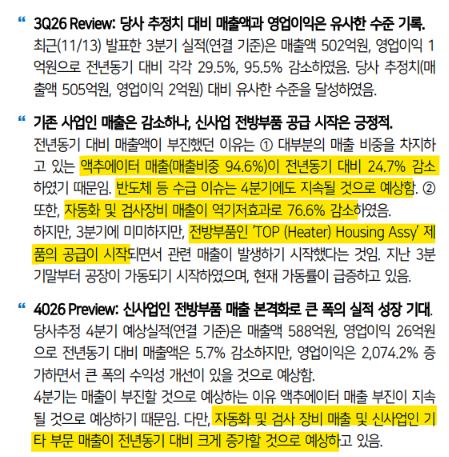 “ 3Q26 Review: 당사 추정치 대비 매출액과 영업이익은 유사한 수준 기록.
최근(11/13) 발표한 3분기 실적(연결 기준)은 매출액 502억원, 영업이익 1
억원으로 전년동기 대비 각각 29.5%, 95.5% 감소하였음. 당사 추정치(매
출액 505억원, 영업이익 2억원) 대비 유사한 수준을 달성하였음.
“ 기존 사업인 매출은 감소하나, 신사업 전방부품 공급 시작은 긍정적.
전년동기 대비 매출액이 부진했던 이유는 ① 대부분의 매출 비중을 차지하
고 있는 액추에이터 매출(매출비중 94.6%)이 전년동기 대비 24.7% 감소
하였기 때문임. 반도체 등 수급 이슈는 4분기에도 지속될 것으로 예상함. ②
또한, 자동화 및 검사장비 매출이 역기저효과로 76.6% 감소하였음.
하지만, 3분기에 미미하지만, 전방부품인 ‘TOP (Heater) Housing Assy’ 제
품의 공급이 시작되면서 관련 매출이 발생하기 시작했다는 것임. 지난 3분
기말부터 공장이 가동되기 시작하였으며, 현재 가동률이 급증하고 있음.
“ 4Q26 Preview: 신사업인 전방부품 매출 본격화로 큰 폭의 실적 성장 기대.
당사추정 4분기 예상실적(연결 기준)은 매출액 588억원, 영업이익 26억원
으로 전년동기 대비 매출액은 5.7% 감소하지만, 영업이익은 2,074.2% 증
가하면서 큰 폭의 수익성 개선이 있을 것으로 예상함.
4분기는 매출이 부진할 것으로 예상하는 이유 액추에이터 매출 부진이 지속
될 것으로 예상하기 때문임. 다만, 자동화 및 검사 장비 매출 및 신사업인 기
타 부문 매출이 전년동기 대비 크게 증가할 것으로 예상하고 있음.